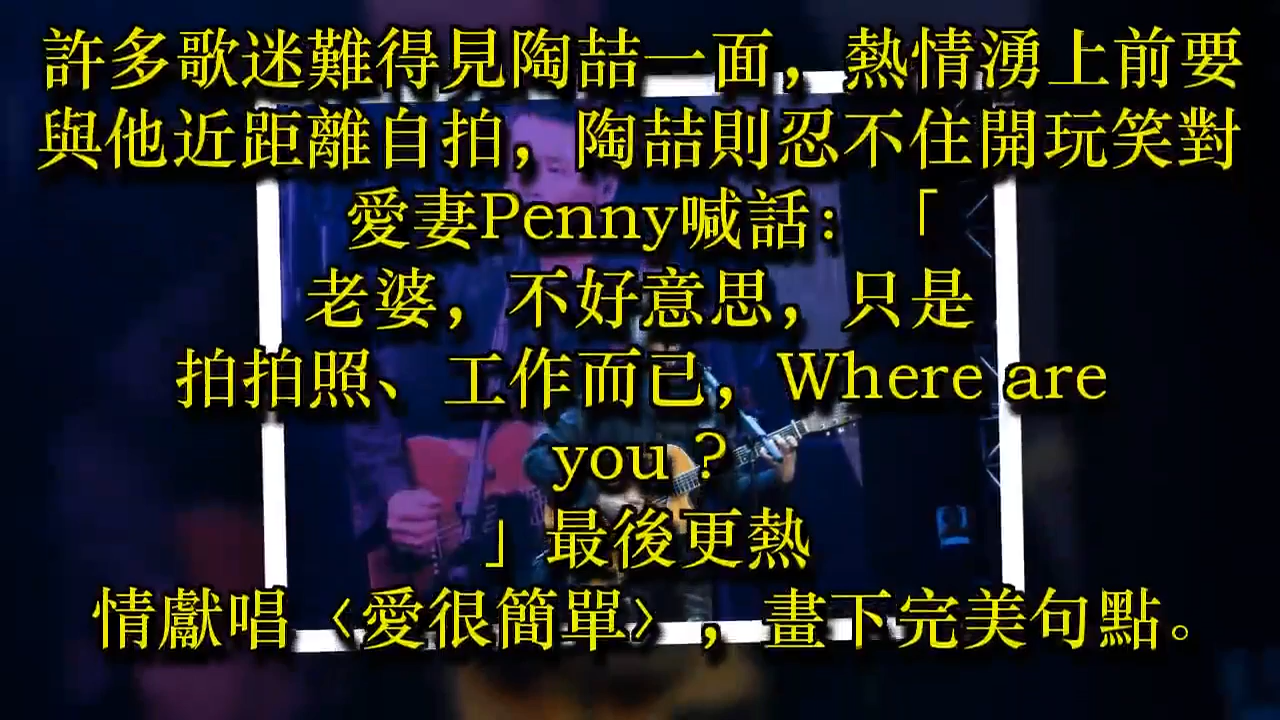 許多歌迷難得見陶喆一面，熱情湧上前要
與他近距離自拍，陶喆則忍不住開玩笑對
愛妻Penny喊話：「
老婆，不好意思，只是
拍拍照、工作而已，Where are
you ?
」最後更熱
情獻唱〈愛很簡單〉，畫下完美句點。